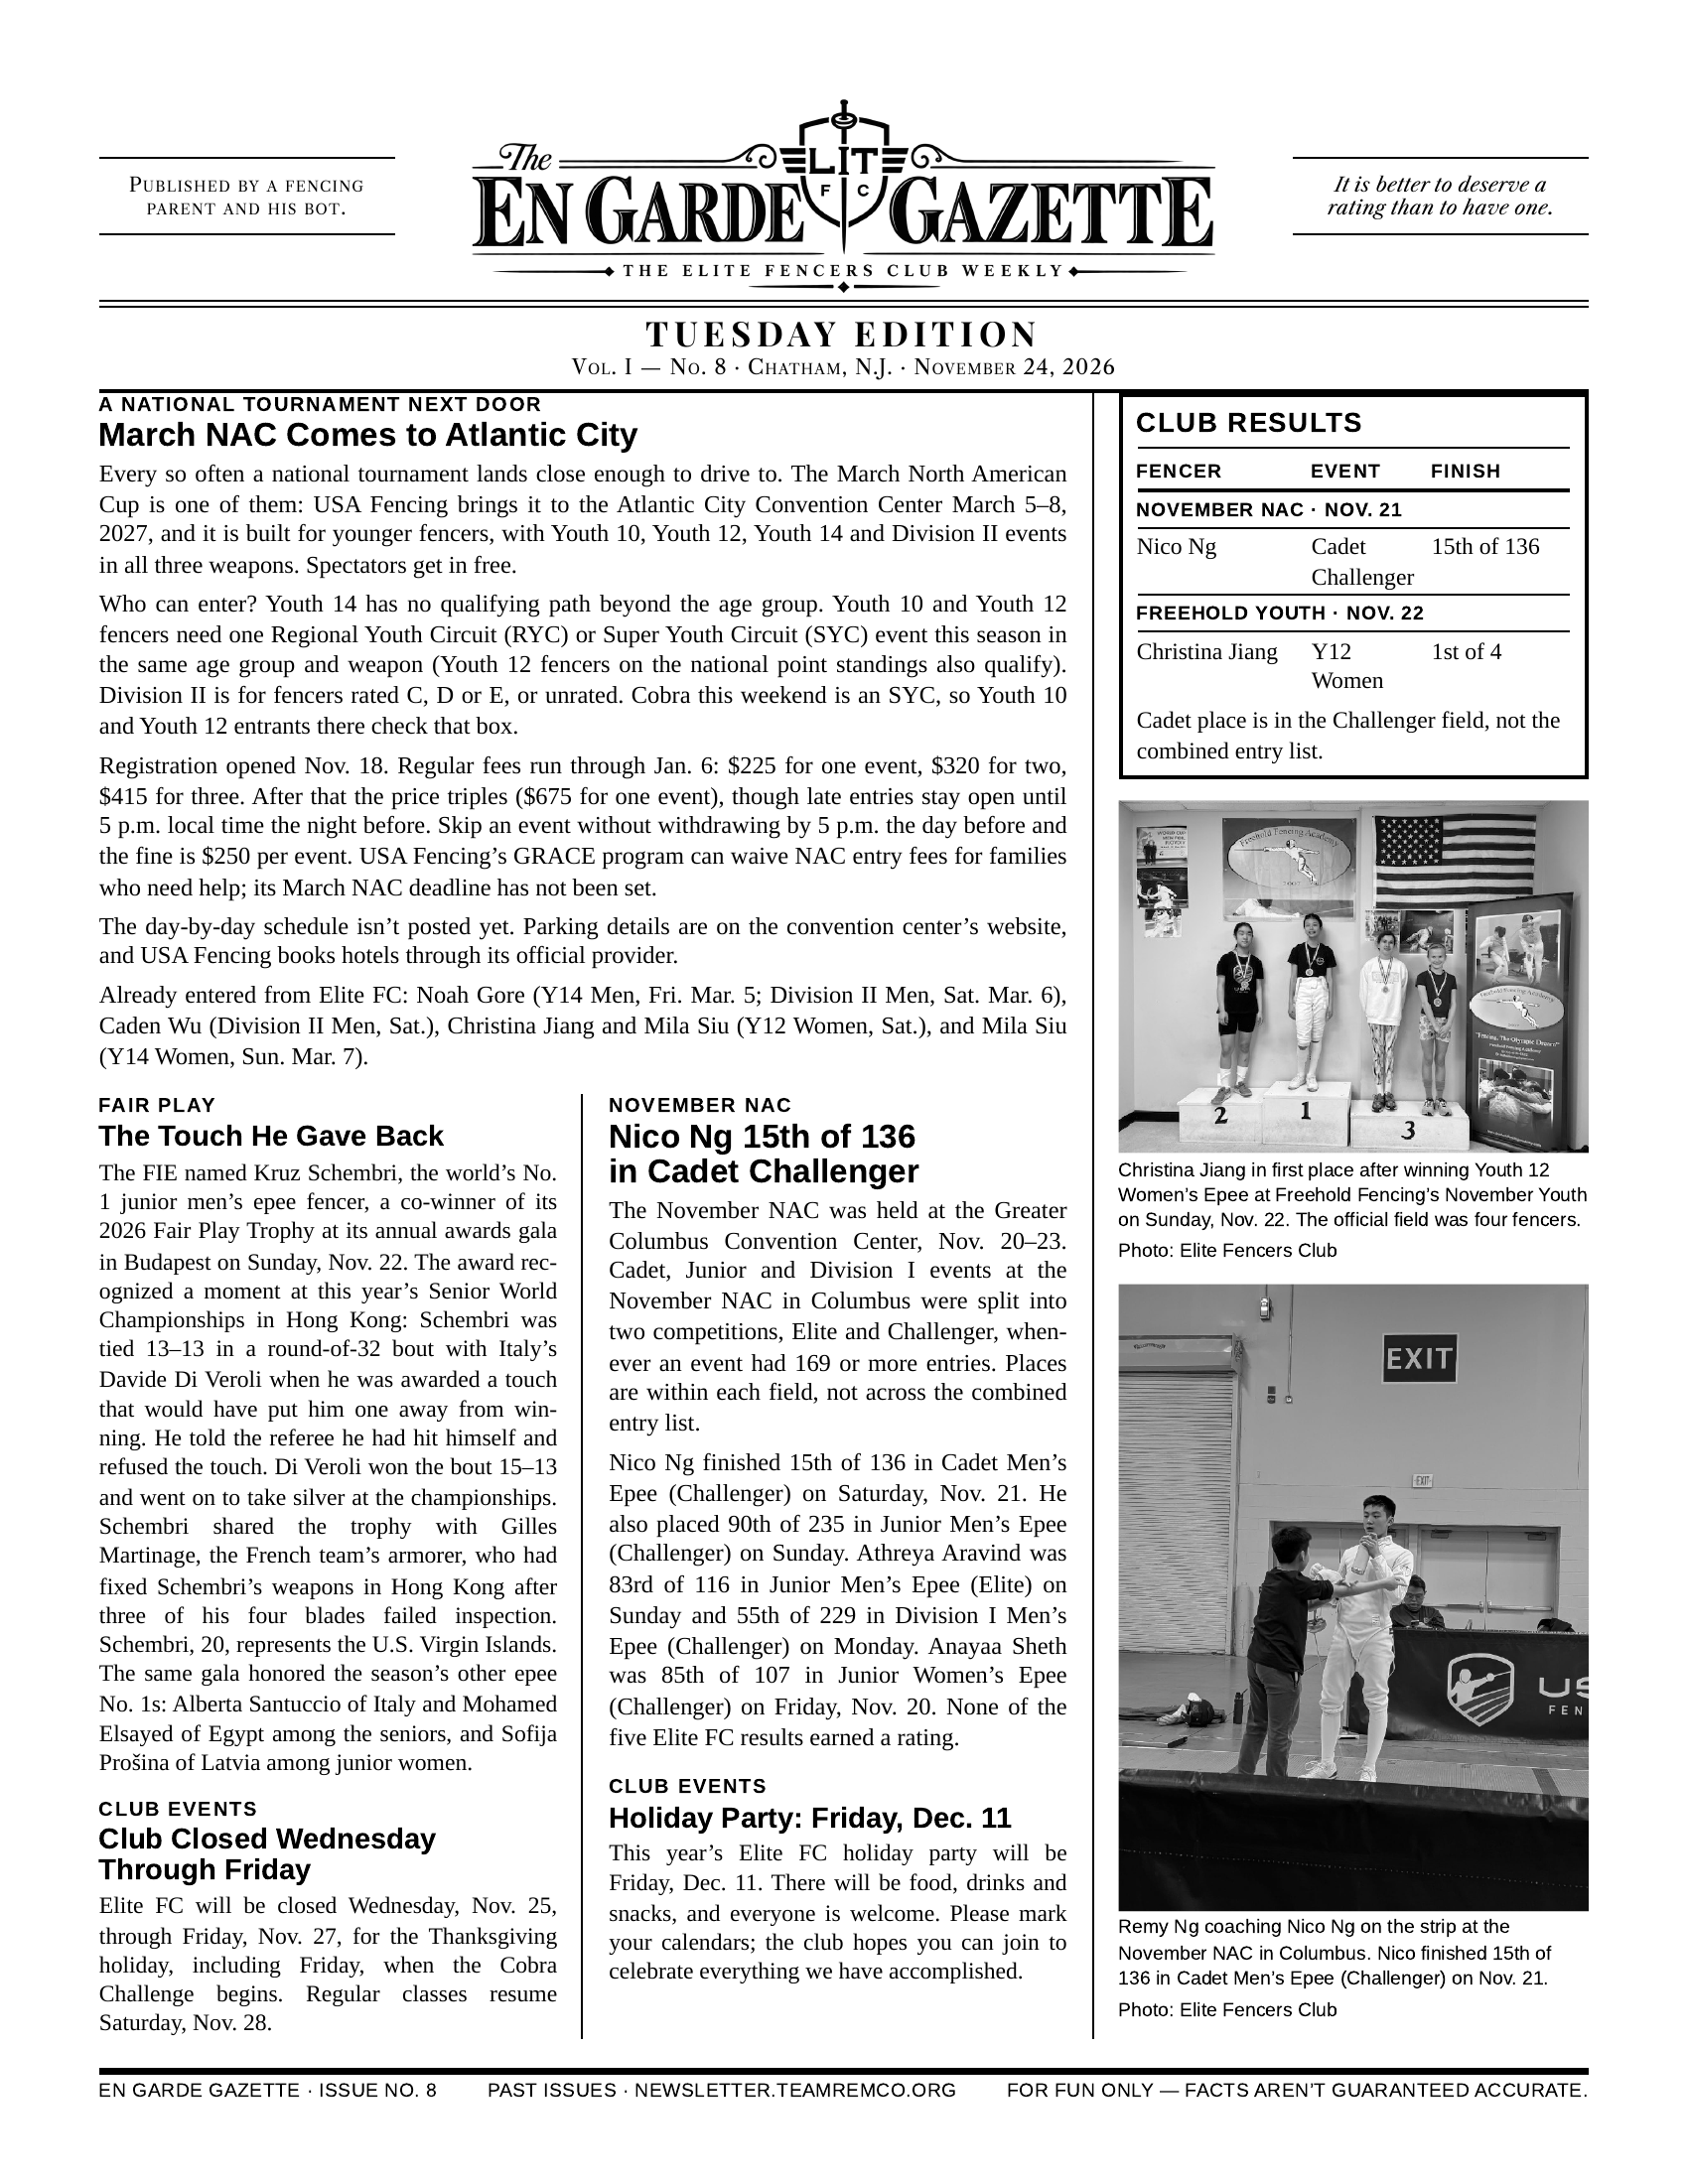 PUBLISHED BY A FENCING
PARENT AND HIS BOT.
The
LIT
F C
EN GARDE GAZETTE
THE ELITE FENCERS CLUB WEEKLY
It is better to deserve a
rating than to have one.
TUESDAY EDITION
VOL. I — NO. 8 · CHATHAM, N.J. · NOVEMBER 24, 2026
A NATIONAL TOURNAMENT NEXT DOOR
March NAC Comes to Atlantic City
Every so often a national tournament lands close enough to drive to. The March North American
Cup is one of them: USA Fencing brings it to the Atlantic City Convention Center March 5–8,
2027, and it is built for younger fencers, with Youth 10, Youth 12, Youth 14 and Division II events
in all three weapons. Spectators get in free.
Who can enter? Youth 14 has no qualifying path beyond the age group. Youth 10 and Youth 12
fencers need one Regional Youth Circuit (RYC) or Super Youth Circuit (SYC) event this season in
the same age group and weapon (Youth 12 fencers on the national point standings also qualify).
Division II is for fencers rated C, D or E, or unrated. Cobra this weekend is an SYC, so Youth 10
and Youth 12 entrants there check that box.
Registration opened Nov. 18. Regular fees run through Jan. 6: $225 for one event, $320 for two,
$415 for three. After that the price triples ($675 for one event), though late entries stay open until
5 p.m. local time the night before. Skip an event without withdrawing by 5 p.m. the day before and
the fine is $250 per event. USA Fencing’s GRACE program can waive NAC entry fees for families
who need help; its March NAC deadline has not been set.
The day-by-day schedule isn’t posted yet. Parking details are on the convention center’s website,
and USA Fencing books hotels through its official provider.
Already entered from Elite FC: Noah Gore (Y14 Men, Fri. Mar. 5; Division II Men, Sat. Mar. 6),
Caden Wu (Division II Men, Sat.), Christina Jiang and Mila Siu (Y12 Women, Sat.), and Mila Siu
(Y14 Women, Sun. Mar. 7).
FAIR PLAY
The Touch He Gave Back
The FIE named Kruz Schembri, the world’s No.
1 junior men’s epee fencer, a co-winner of its
2026 Fair Play Trophy at its annual awards gala
in Budapest on Sunday, Nov. 22. The award rec-
ognized a moment at this year’s Senior World
Championships in Hong Kong: Schembri was
tied 13–13 in a round-of-32 bout with Italy’s
Davide Di Veroli when he was awarded a touch
that would have put him one away from win-
ning. He told the referee he had hit himself and
refused the touch. Di Veroli won the bout 15–13
and went on to take silver at the championships.
Schembri shared the trophy with Gilles
Martinage, the French team’s armorer, who had
fixed Schembri’s weapons in Hong Kong after
three of his four blades failed inspection.
Schembri, 20, represents the U.S. Virgin Islands.
The same gala honored the season’s other epee
No. 1s: Alberta Santuccio of Italy and Mohamed
Elsayed of Egypt among the seniors, and Sofija
Prošina of Latvia among junior women.
CLUB EVENTS
Club Closed Wednesday
Through Friday
Elite FC will be closed Wednesday, Nov. 25,
through Friday, Nov. 27, for the Thanksgiving
holiday, including Friday, when the Cobra
Challenge begins. Regular classes resume
Saturday, Nov. 28.
NOVEMBER NAC
Nico Ng 15th of 136
in Cadet Challenger
The November NAC was held at the Greater
Columbus Convention Center, Nov. 20–23.
Cadet, Junior and Division I events at the
November NAC in Columbus were split into
two competitions, Elite and Challenger, when-
ever an event had 169 or more entries. Places
are within each field, not across the combined
entry list.
Nico Ng finished 15th of 136 in Cadet Men’s
Epee (Challenger) on Saturday, Nov. 21. He
also placed 90th of 235 in Junior Men’s Epee
(Challenger) on Sunday. Athreya Aravind was
83rd of 116 in Junior Men’s Epee (Elite) on
Sunday and 55th of 229 in Division I Men’s
Epee (Challenger) on Monday. Anayaa Sheth
was 85th of 107 in Junior Women’s Epee
(Challenger) on Friday, Nov. 20. None of the
five Elite FC results earned a rating.
CLUB EVENTS
Holiday Party: Friday, Dec. 11
This year’s Elite FC holiday party will be
Friday, Dec. 11. There will be food, drinks and
snacks, and everyone is welcome. Please mark
your calendars; the club hopes you can join to
celebrate everything we have accomplished.
CLUB RESULTS
FENCER EVENT FINISH
NOVEMBER NAC · NOV. 21
Nico Ng Cadet 15th of 136
Challenger
FREEHOLD YOUTH · NOV. 22
Christina Jiang Y12 1st of 4
Women
Cadet place is in the Challenger field, not the
combined entry list.
Freehold Fencing Academy
2
1
3
Christina Jiang in first place after winning Youth 12
Women’s Epee at Freehold Fencing’s November Youth
on Sunday, Nov. 22. The official field was four fencers.
Photo: Elite Fencers Club
EXIT
EXIT
US
FEN
Remy Ng coaching Nico Ng on the strip at the
November NAC in Columbus. Nico finished 15th of
136 in Cadet Men’s Epee (Challenger) on Nov. 21.
Photo: Elite Fencers Club
EN GARDE GAZETTE · ISSUE NO. 8
PAST ISSUES · NEWSLETTER.TEAMREMCO.ORG
FOR FUN ONLY — FACTS AREN’T GUARANTEED ACCURATE.